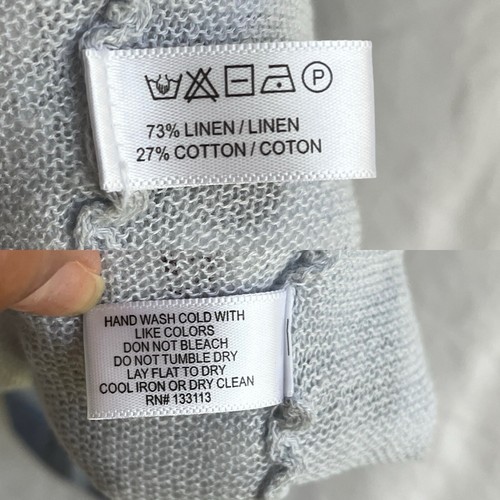 P
73% LINEN / LINEN
27% COTTON / COTON
HAND WASH COLD WITH
LIKE COLORS
DON NOT BLEACH
DO NOT TUMBLE DRY
LAY FLAT TO DRY
COOL IRON OR DRY CLEAN
RN# 133113